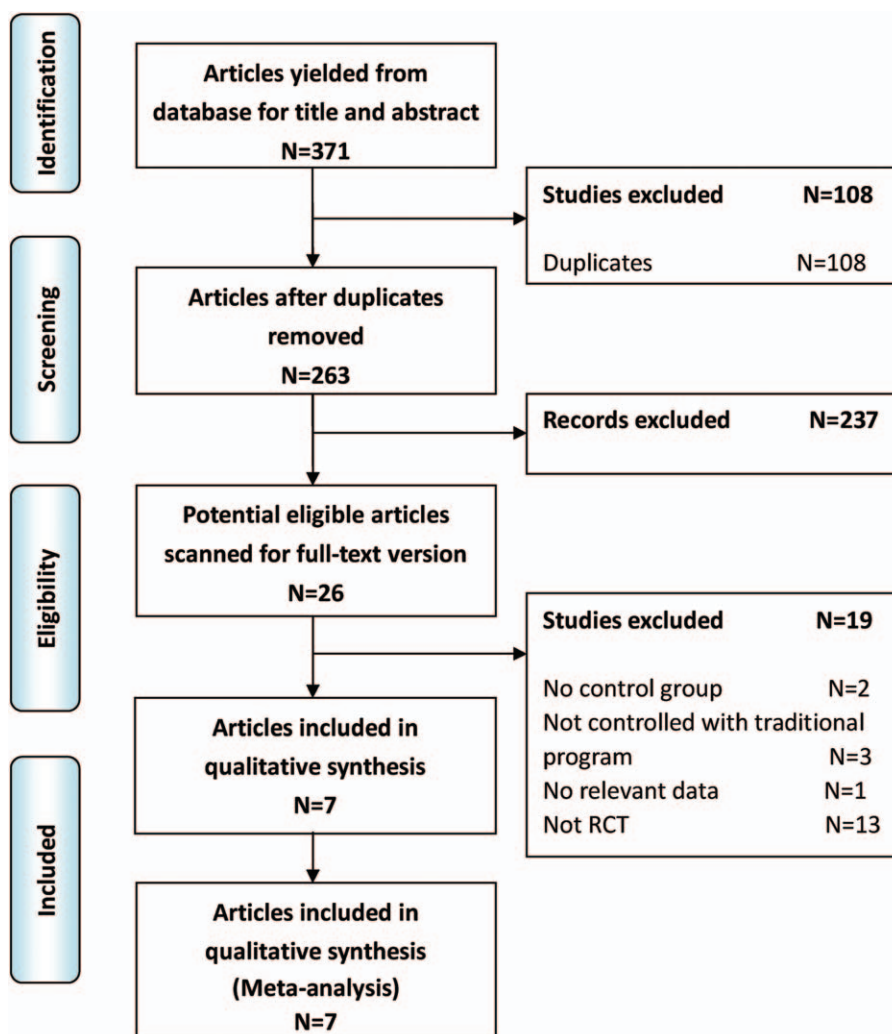 Identification
Articles yielded from
database for title and abstract
N=371
Studies excluded N=108
Duplicates N=108
Screening
Articles after duplicates
removed
N=263
Records excluded N=237
Eligibility
Potential eligible articles
scanned for full-text version
N=26
Studies excluded N=19
No control group N=2
Not controlled with traditional
program N=3
No relevant data N=1
Not RCT N=13
Articles included in
qualitative synthesis
N=7
Included
Articles included in
qualitative synthesis
(Meta-analysis)
N=7